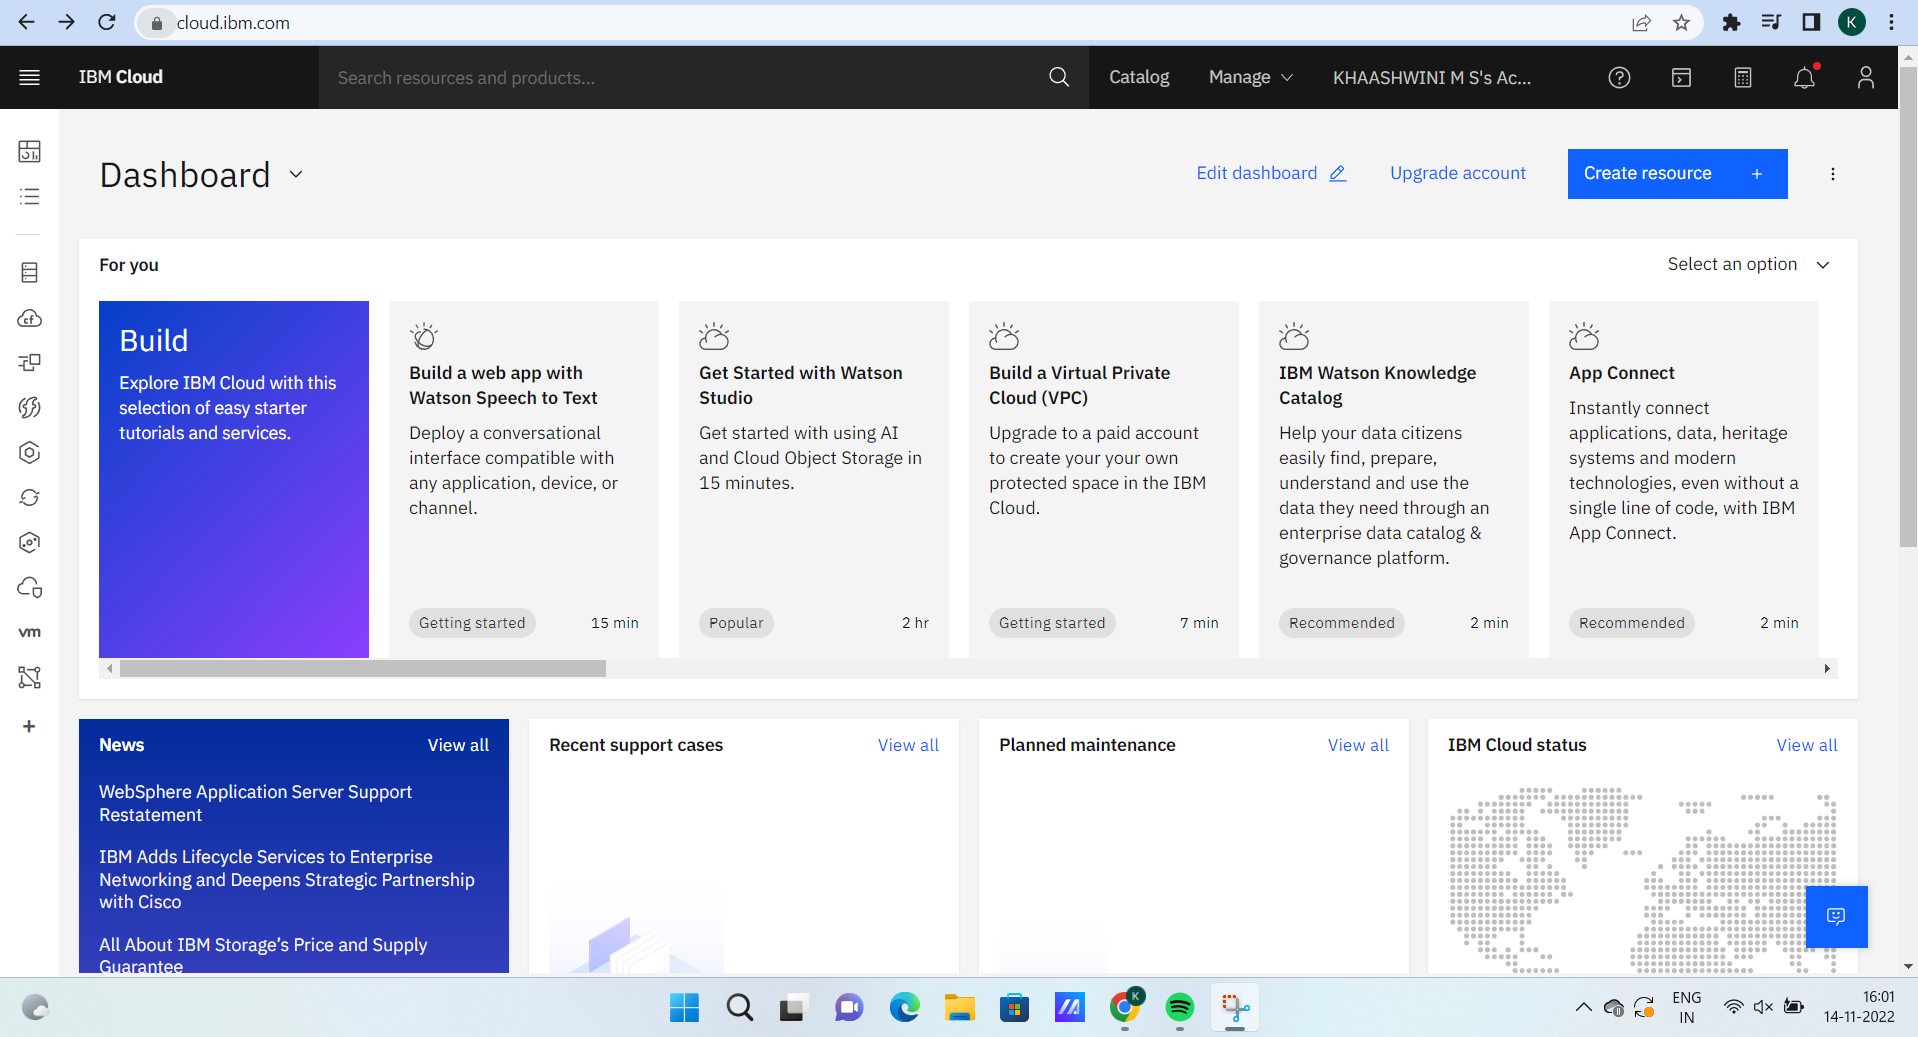 cloud.ibm.com
K
IBM Cloud
Search resources and products...
Catalog
Manage
KHAASHWINI M S's Ac...
Dashboard
Edit dashboard
Upgrade account
Create resource +
For you
Select an option
Build
Explore IBM Cloud with this
selection of easy starter
tutorials and services.
Build a web app with
Watson Speech to Text
Deploy a conversational
interface compatible with
any application, device, or
channel.
Getting started
15 min
Get Started with Watson
Studio
Get started with using AI
and Cloud Object Storage in
15 minutes.
Popular
2 hr
Build a Virtual Private
Cloud (VPC)
Upgrade to a paid account
to create your your own
protected space in the IBM
Cloud.
Getting started
7 min
IBM Watson Knowledge
Catalog
Help your data citizens
easily find, prepare,
understand and use the
data they need through an
enterprise data catalog &
governance platform.
Recommended
2 min
App Connect
Instantly connect
applications, data, heritage
systems and modern
technologies, even without a
single line of code, with IBM
App Connect.
Recommended
2 min
cf
vm
News
View all
WebSphere Application Server Support
Restatement
IBM Adds Lifecycle Services to Enterprise
Networking and Deepens Strategic Partnership
with Cisco
All About IBM Storage’s Price and Supply
Guarantee
Recent support cases
View all
Planned maintenance
View all
IBM Cloud status
View all
K
ENG
IN
16:01
14-11-2022